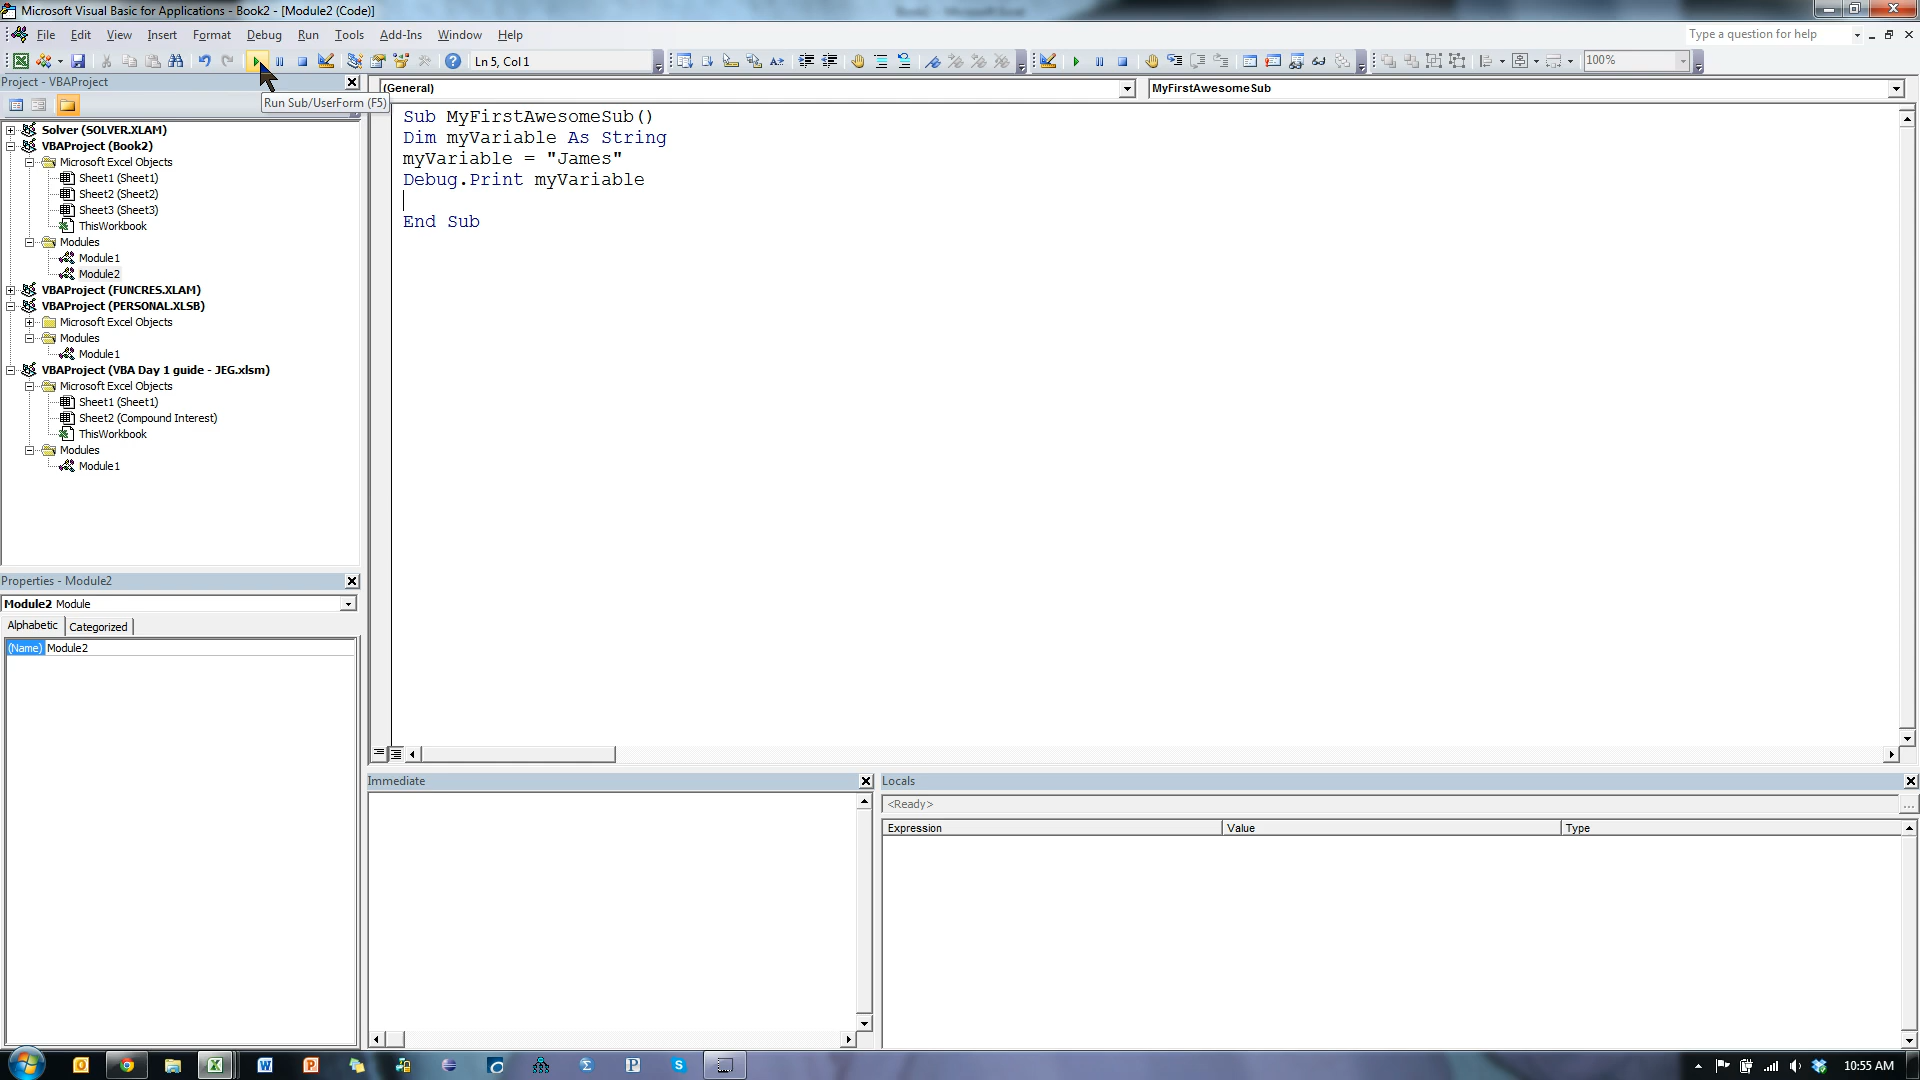 Microsoft Visual Basic for Applications - Book2 - [Module2 (Code)]
File Edit View Insert Format Debug Run Tools Add-Ins Window Help
Type a question for help
Ln 5, Col 1
100%
Project - VBAProject
Run Sub/UserForm (F5)
(General)
MyFirstAwesomeSub
Solver (SOLVER.XLAM)
VBAProject (Book2)
Microsoft Excel Objects
Sheet1 (Sheet1)
Sheet2 (Sheet2)
Sheet3 (Sheet3)
ThisWorkbook
Modules
Module1
Module2
VBAProject (FUNCRES.XLAM)
VBAProject (PERSONAL.XLSB)
Microsoft Excel Objects
Modules
Module1
VBAProject (VBA Day 1 guide - JEG.xlsm)
Microsoft Excel Objects
Sheet1 (Sheet1)
Sheet2 (Compound Interest)
ThisWorkbook
Modules
Module1
Sub MyFirstAwesomeSub()
Dim myVariable As String
myVariable = "James"
Debug.Print myVariable
End Sub
Properties - Module2
Module2 Module
Alphabetic Categorized
(Name) Module2
Immediate
Locals
<Ready>
Expression Value Type
10:55 AM